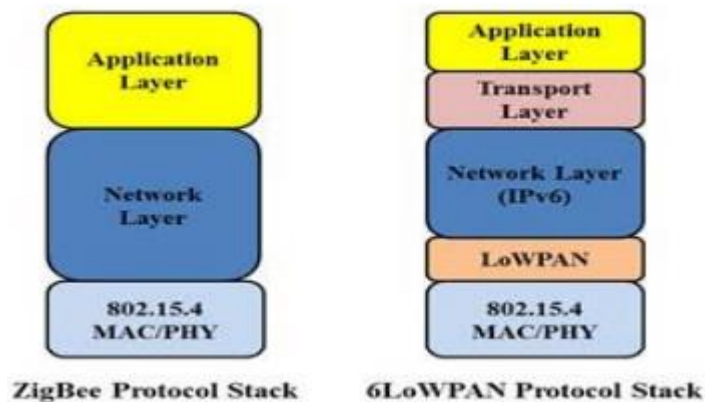 Application
Layer
Network
Layer
802.15.4
MAC/PHY
ZigBee Protocol Stack
Application
Layer
Transport
Layer
Network Layer
(IPv6)
LoWPAN
802.15.4
MAC/PHY
6LoWPAN Protocol Stack